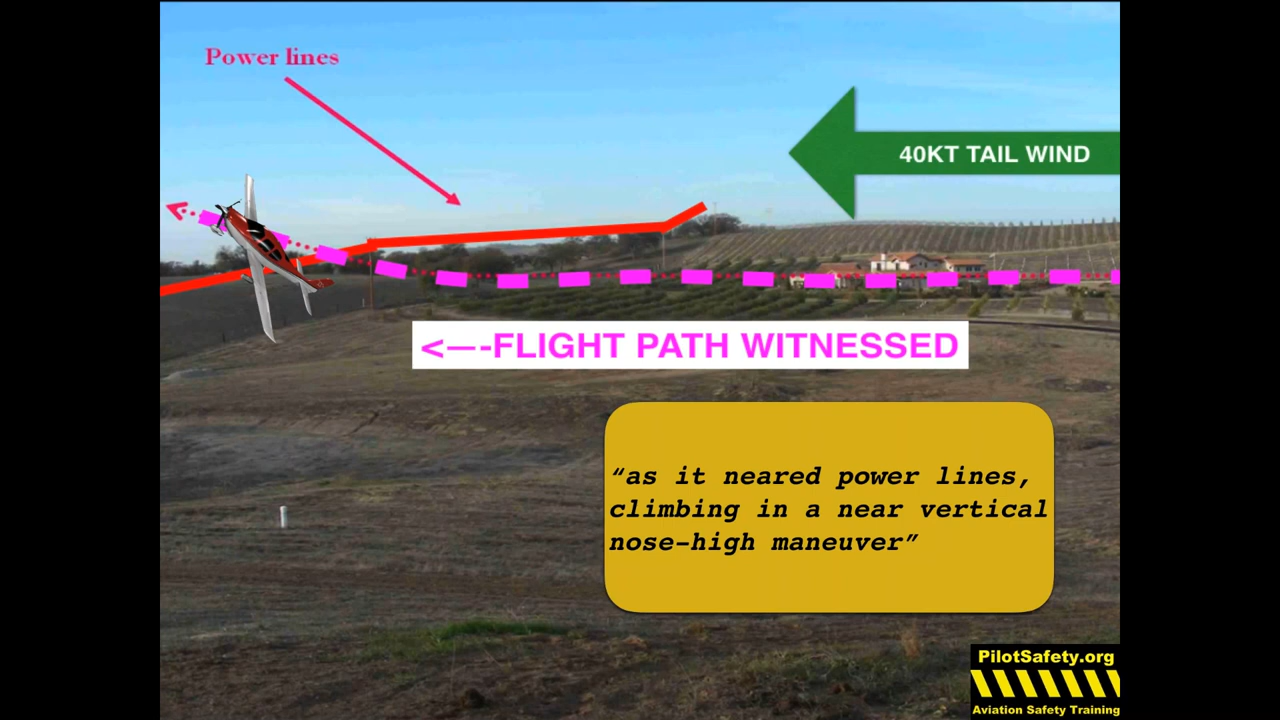 Power lines
40KT TAIL WIND
<—--FLIGHT PATH WITNESSED
“as it neared power lines,
climbing in a near vertical
nose-high maneuver”
PilotSafety.org
Aviation Safety Training